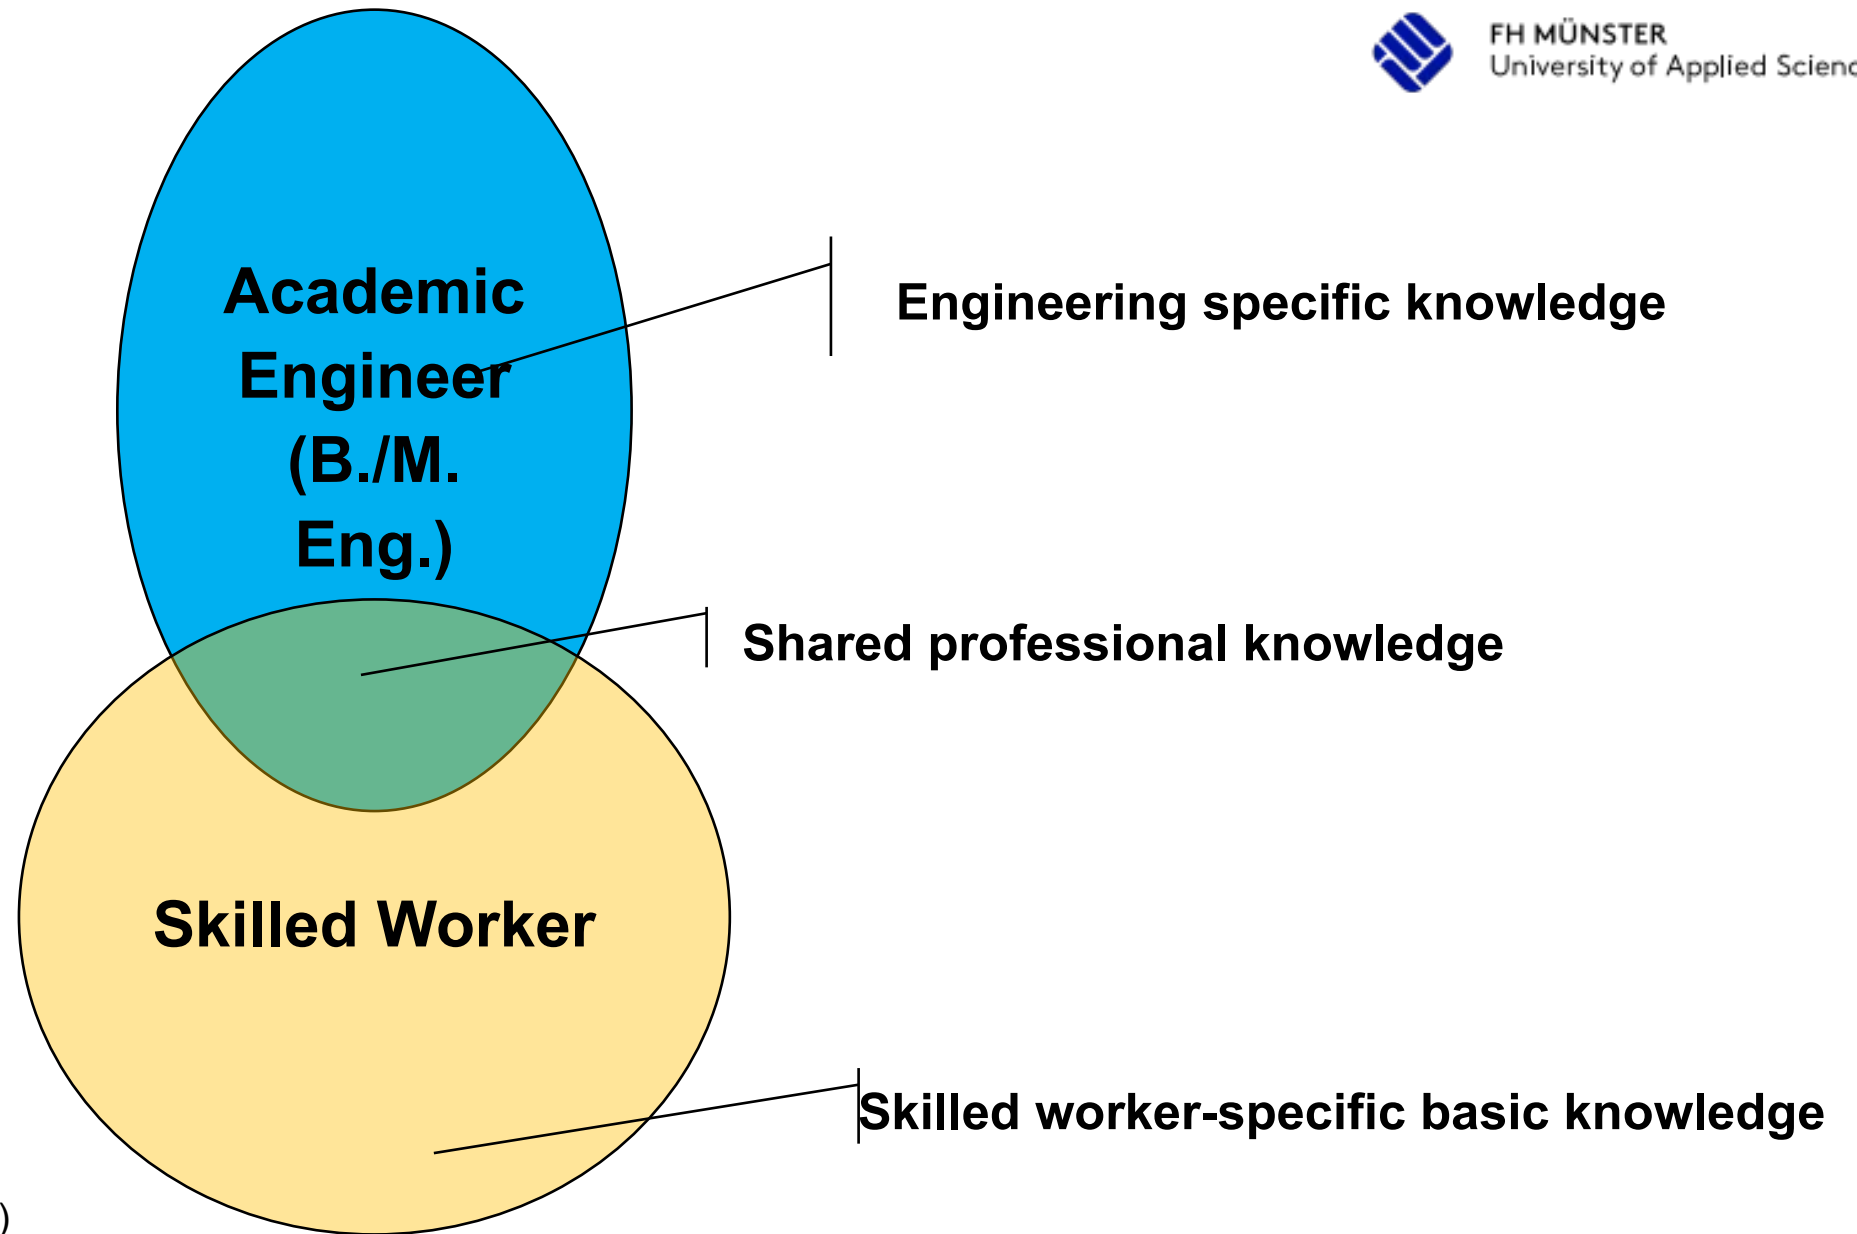 FH MÜNSTER
University of Applied Scienc
Academic
Engineer
(B./M.
Eng.)
Engineering specific knowledge
Shared professional knowledge
Skilled Worker
Skilled worker-specific basic knowledge
)